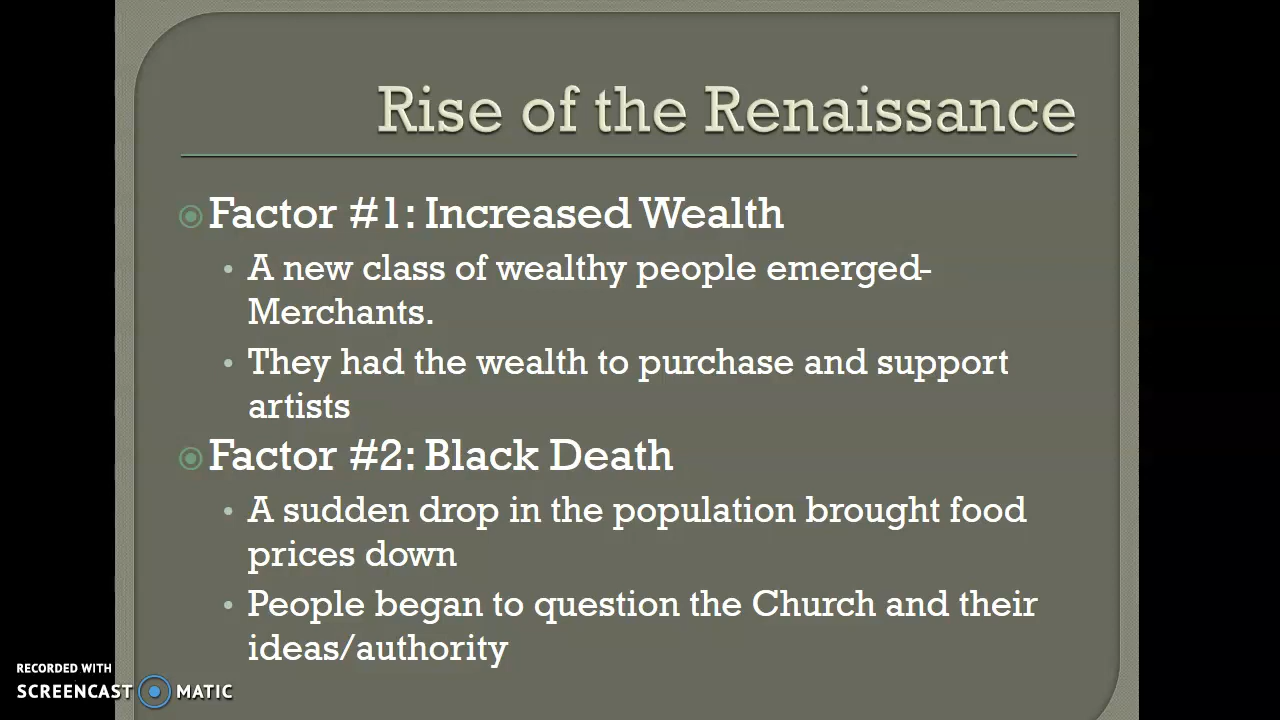 Rise of the Renaissance
Factor #1: Increased Wealth
• A new class of wealthy people emerged-
Merchants.
• They had the wealth to purchase and support
artists
Factor #2: Black Death
• A sudden drop in the population brought food
prices down
• People began to question the Church and their
ideas/authority
RECORDED WITH
SCREENCAST MATIC